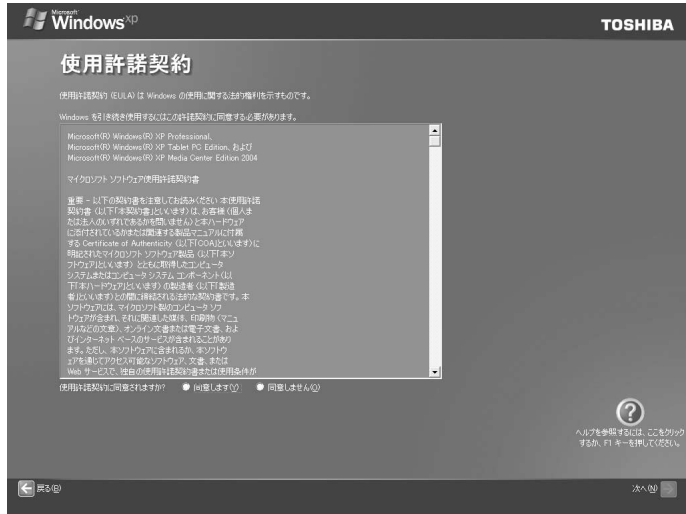 Microsoft
Windows xp
TOSHIBA
使用許諾契約
使用許諾契約 (EULA) は Windows の使用に関する法的権利を示すものです。
Windows を引き続き使用するにはこの許諾契約に同意する必要があります。
Microsoft(R) Windows(R) XP Professional,
Microsoft(R) Windows(R) XP Tablet PC Edition, および
Microsoft(R) Windows(R) XP Media Center Edition 2004
マイクロソフト ソフトウェア使用許諾契約書
重要 - 以下の契約書を注意してお読みください 本使用許諾
契約書 (以下「本契約書」といいます) は、お客様 (個人ま
たは法人のいずれであるかを問いません) と本ハードウェア
に添付されているかまたは関連する製品マニュアルに付属
する Certificate of Authenticity (以下「COA」といいます) に
明記されたマイクロソフト ソフトウェア製品 (以下「本ソ
フトウェア」といいます) とともに取得したコンピュータ
システムまたはコンピュータ システム コンポーネント (以
下「本ハードウェア」といいます) の製造者 (以下「製造
者」といいます) との間に締結される法的な契約書です。本
ソフトウェアには、マイクロソフト製のコンピュータ ソフ
トウェアが含まれ、それに関連した媒体、印刷物 (マニュ
アルなどの文章)、オンライン文書または電子文書、およ
びインターネット ベースのサービスが含まれることがあり
ます。ただし、本ソフトウェアに含まれるか、本ソフトウ
ェアを通じてアクセス可能なソフトウェア、文書、または
Web サービスで、独自の使用許諾契約書または使用条件が
使用許諾契約に同意されますか? 同意します(Y) 同意しません(O)
ヘルプを参照するには、ここをクリック
するか、F1 キーを押してください。
戻る(B) 次へ(N)